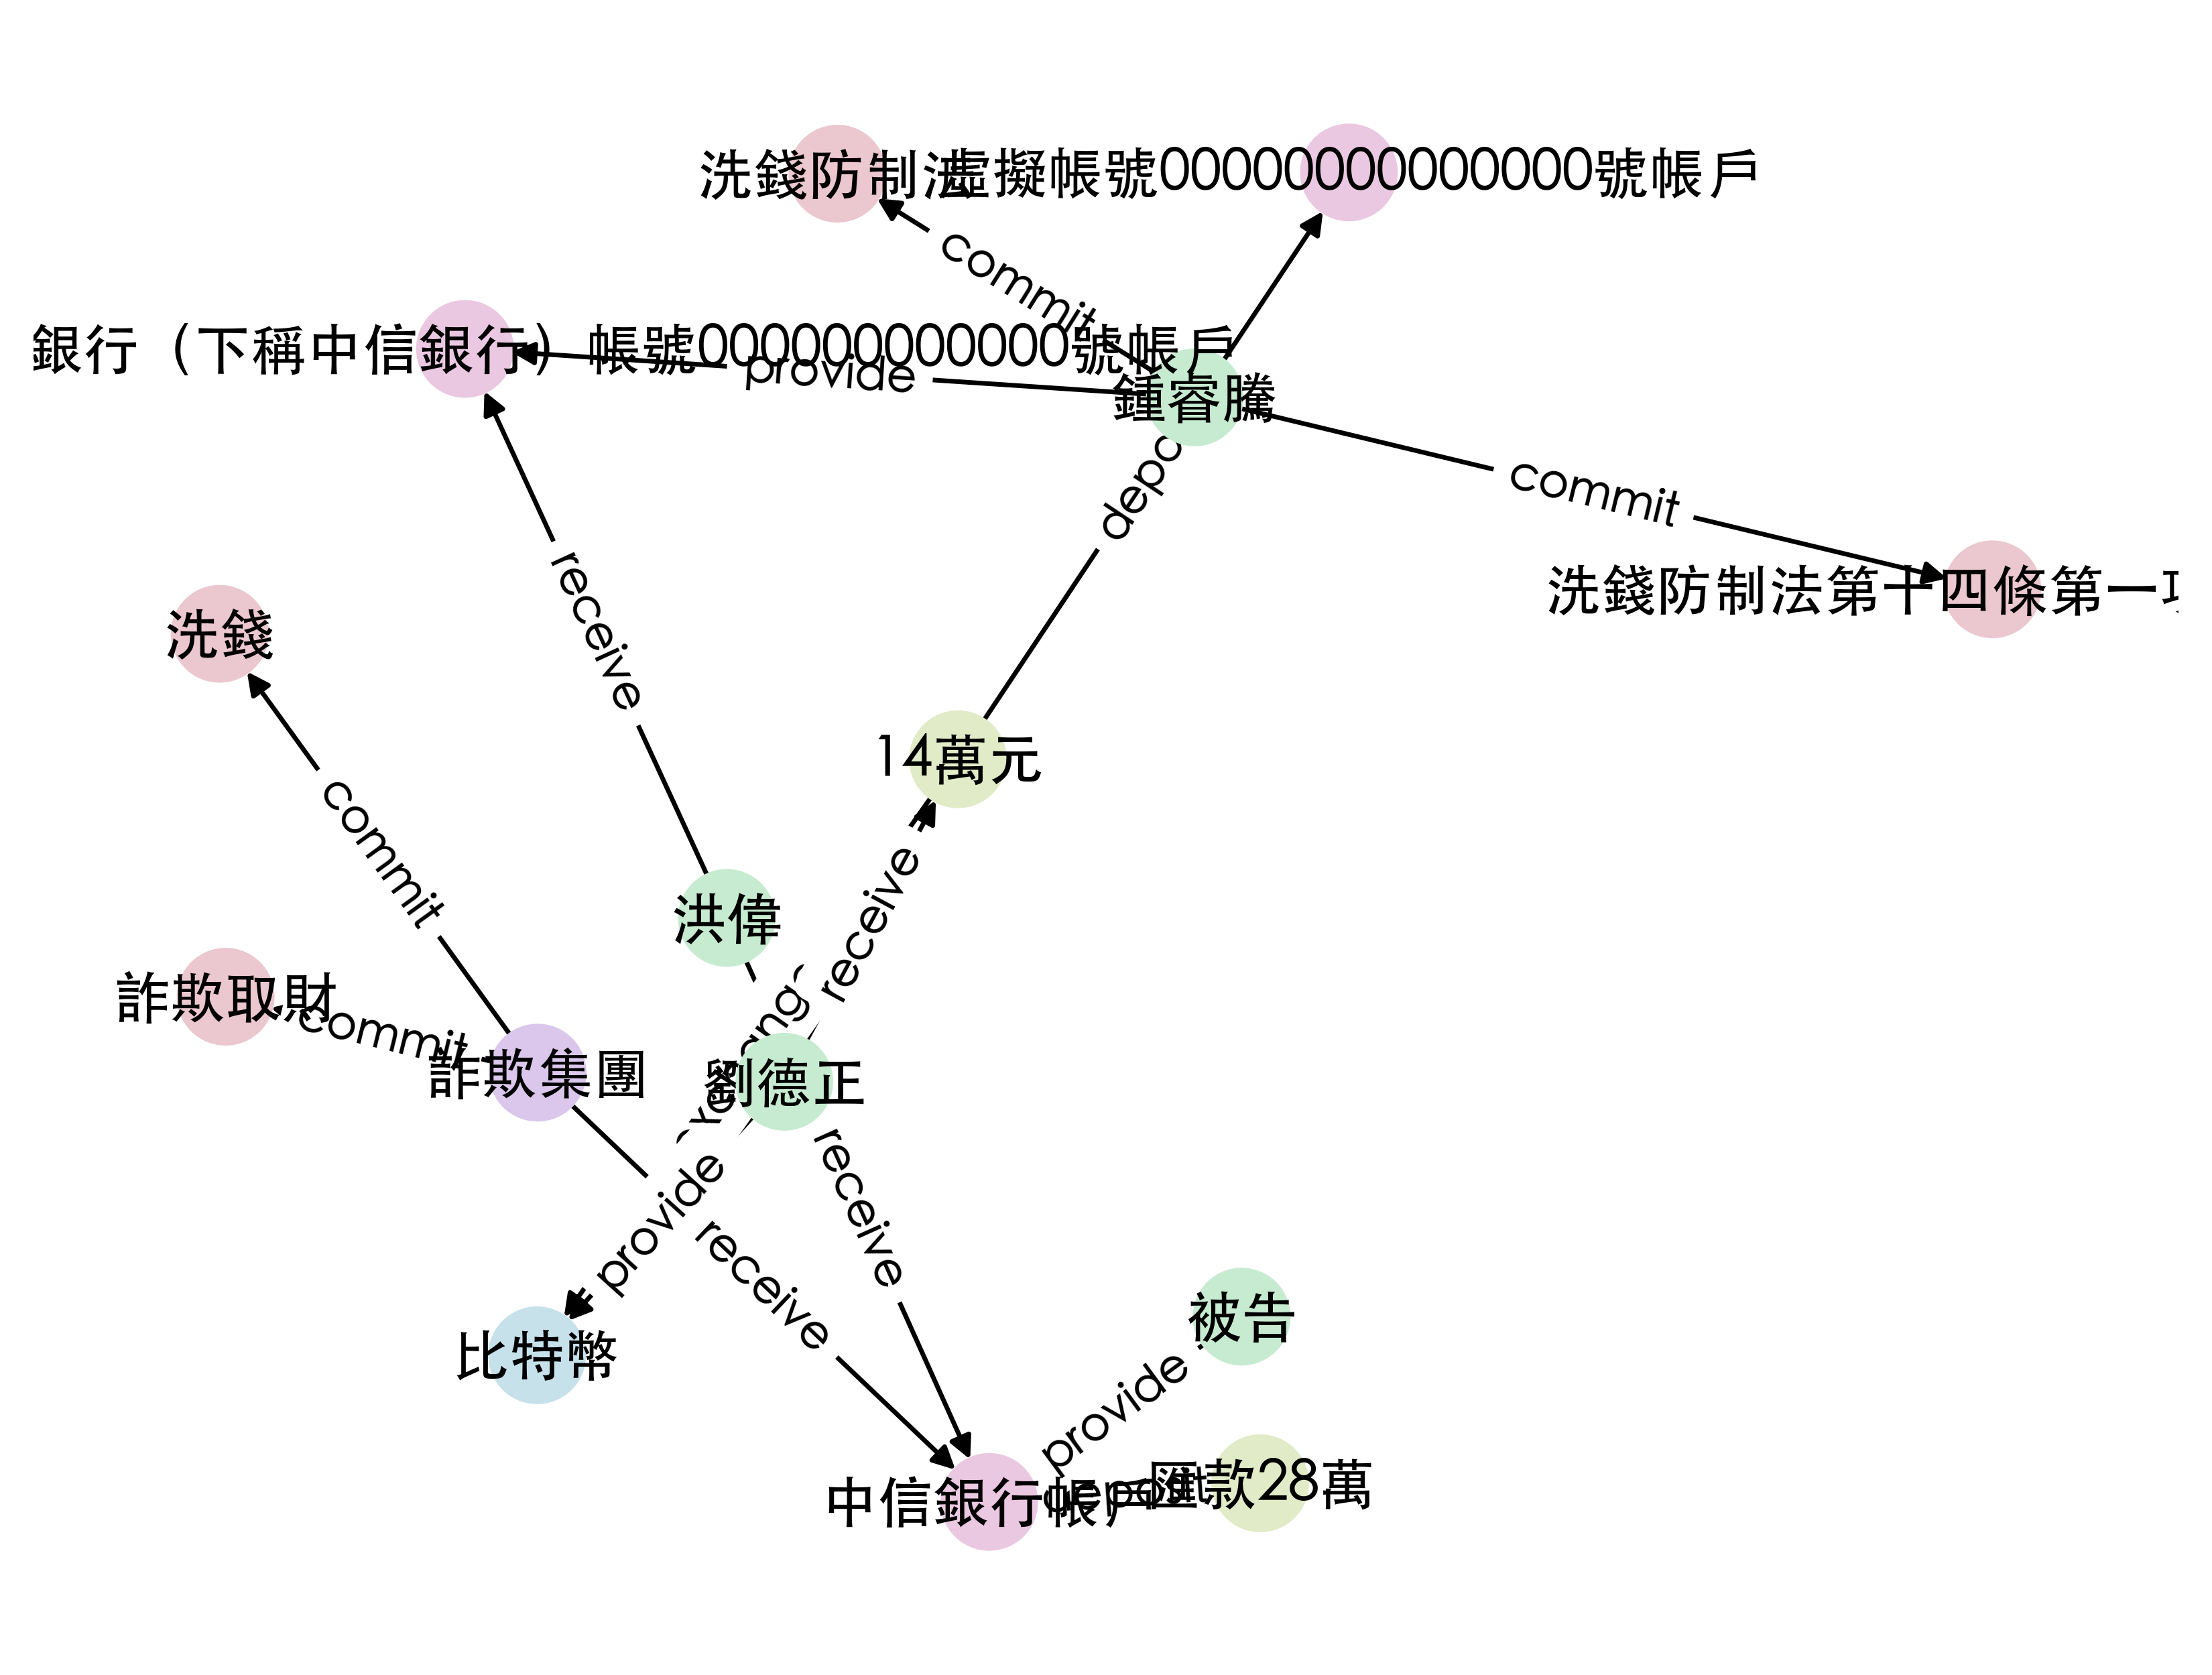 洗錢防制法
虛擬帳號00000000000000號帳戶
commit
銀行（下稱中信銀行）帳號000000000000號帳戶
provide
鍾睿騰
depo
commit
洗錢防制法第十四條第一項
receive
洗錢
14萬元
commit
receive
洪偉
詐欺取財
commit
詐欺集團
劉德正
provide
receive
receive
比特幣
被告
provide
匯款28萬
deposit
中信銀行帳戶